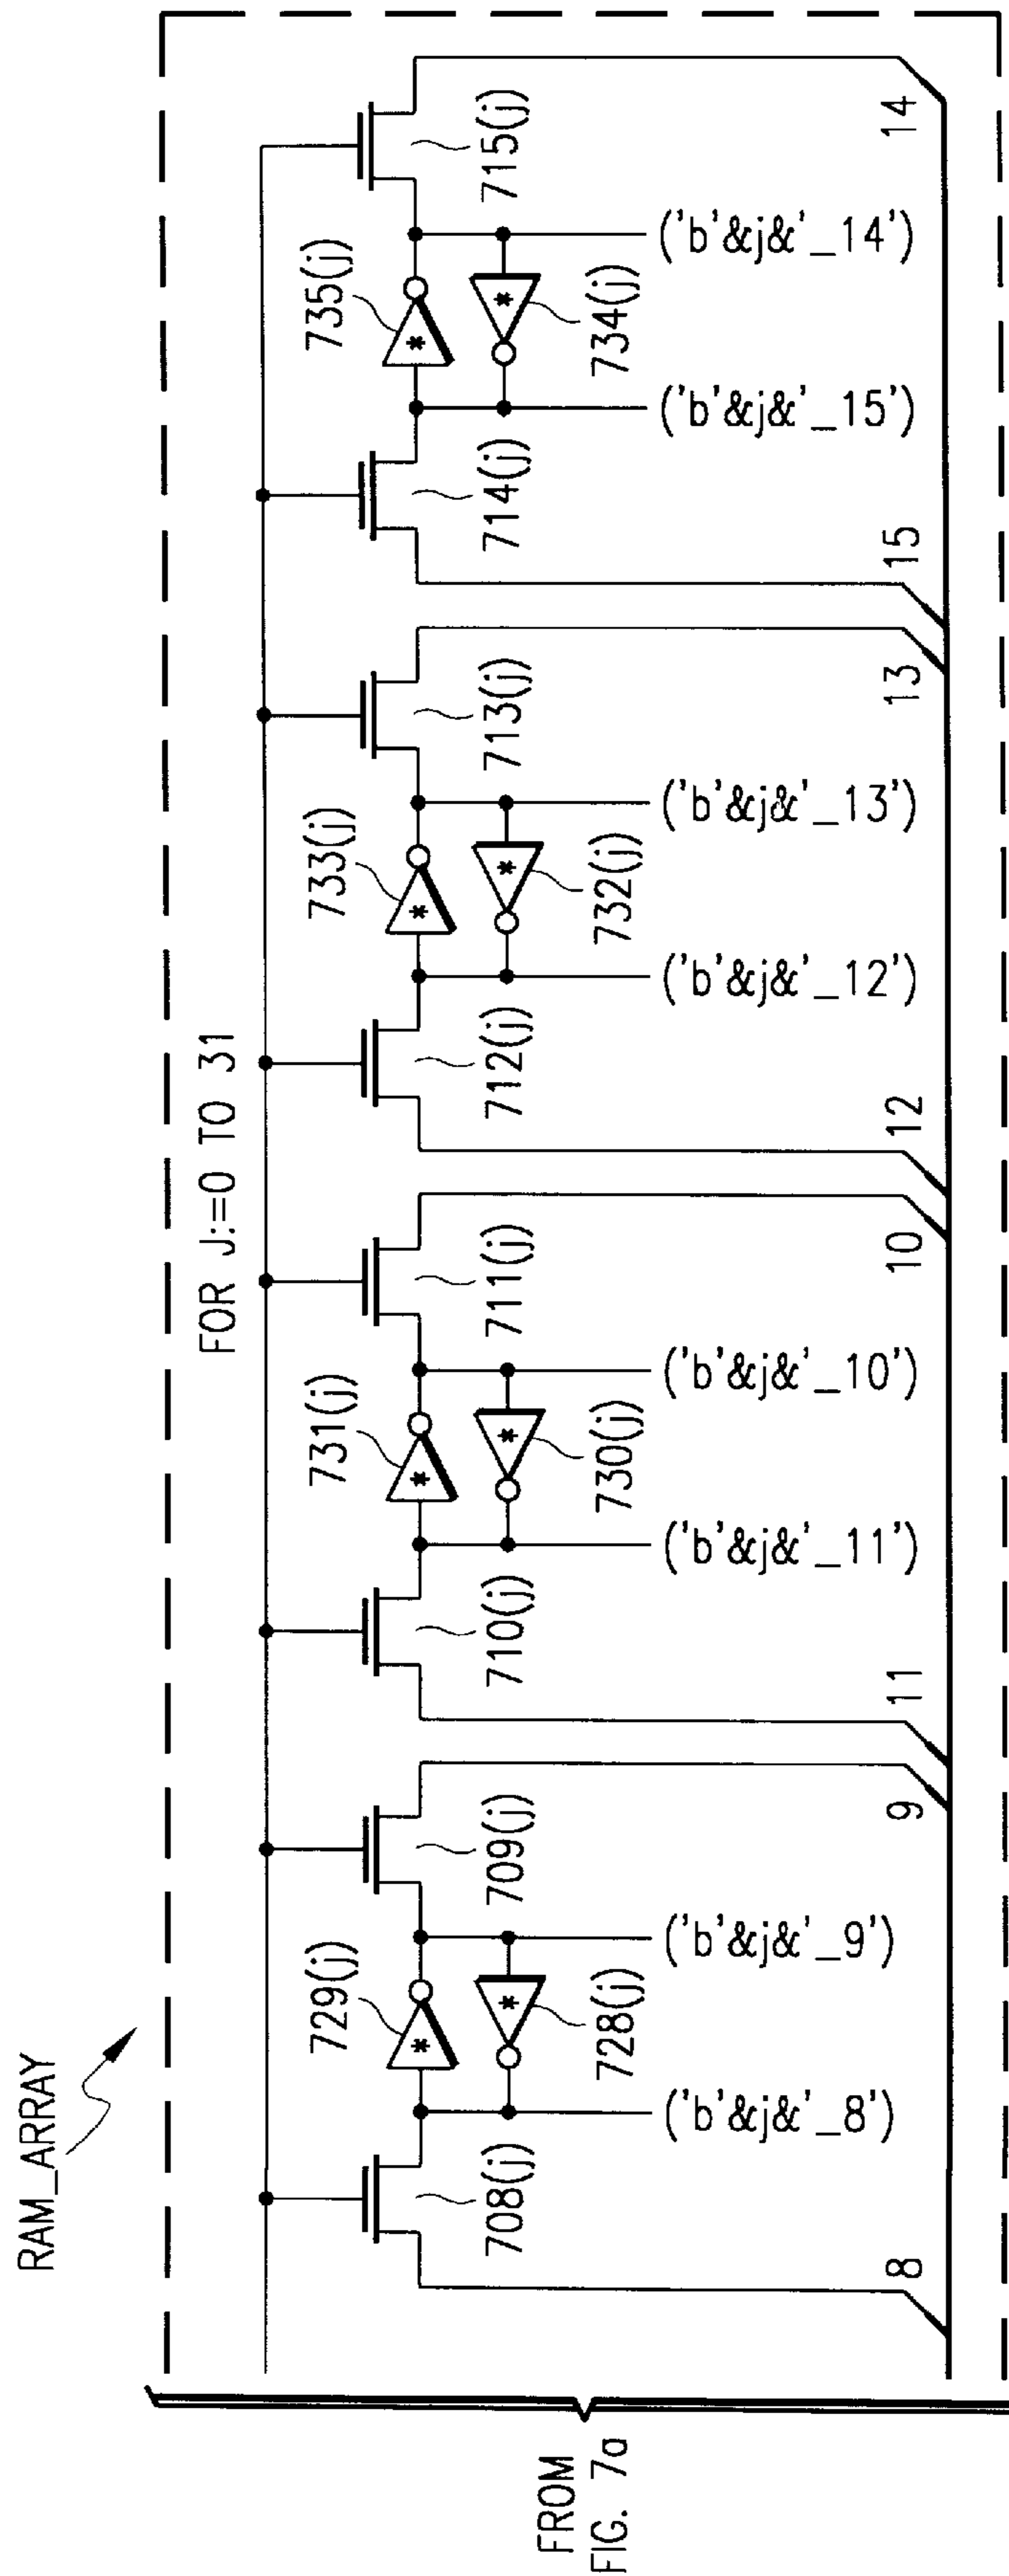 RAM_ARRAY
FOR J:=0 TO 31
729(j)
731(j)
733(j)
735(j)
708(j)
709(j)
710(j)
711(j)
712(j)
713(j)
714(j)
715(j)
*
*
*
*
*
*
*
*
728(j)
730(j)
732(j)
734(j)
('b'&j&'_8')
('b'&j&'_9')
('b'&j&'_11')
('b'&j&'_10')
('b'&j&'_12')
('b'&j&'_13')
('b'&j&'_15')
('b'&j&'_14')
8
9
11
10
12
13
15
14
FROM
FIG. 7a